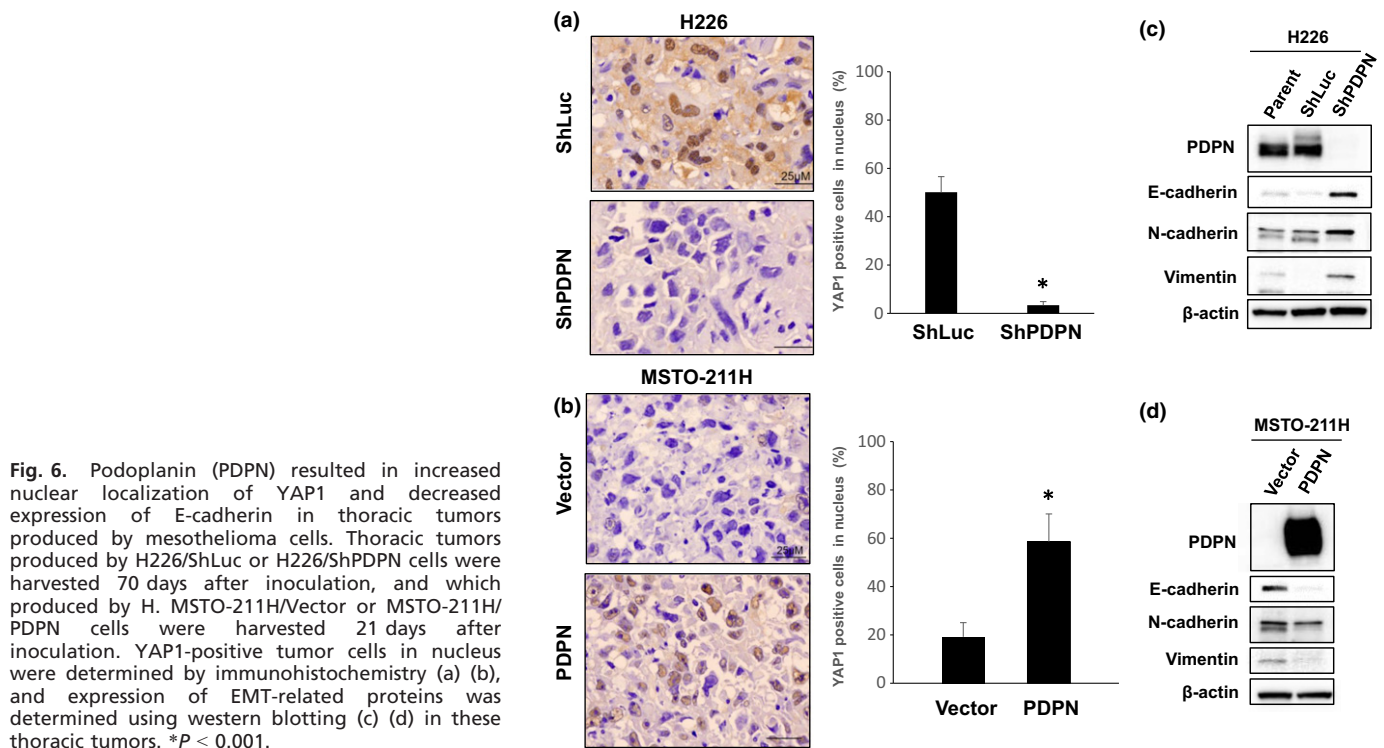 Fig. 6. Podoplanin (PDPN) resulted in increased
nuclear localization of YAP1 and decreased
expression of E-cadherin in thoracic tumors
produced by mesothelioma cells. Thoracic tumors
produced by H226/ShLuc or H226/ShPDPN cells were
harvested 70 days after inoculation, and which
produced by H. MSTO-211H/Vector or MSTO-211H/
PDPN cells were harvested 21 days after
inoculation. YAP1-positive tumor cells in nucleus
were determined by immunohistochemistry (a) (b),
and expression of EMT-related proteins was
determined using western blotting (c) (d) in these
thoracic tumors. *P < 0.001.
(a)
H226
ShLuc
25μM
ShPDPN
YAP1 positive cells in nucleus (%)
100
80
60
40
20
0
*
ShLuc ShPDPN
(b)
MSTO-211H
Vector
25μM
PDPN
YAP1 positive cells in nucleus (%)
100
80
60
40
20
0
*
Vector PDPN
(c)
H226
Parent ShLuc ShPDPN
PDPN
E-cadherin
N-cadherin
Vimentin
β-actin
(d)
MSTO-211H
Vector PDPN
PDPN
E-cadherin
N-cadherin
Vimentin
β-actin